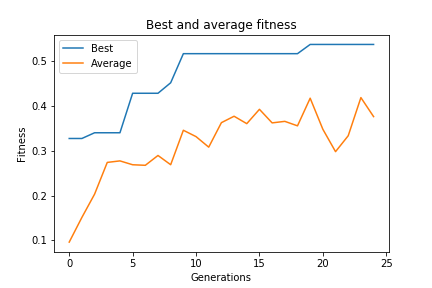 Best and average fitness
Best
Average
Fitness
0.5
0.4
0.3
0.2
0.1
0 5 10 15 20 25
Generations